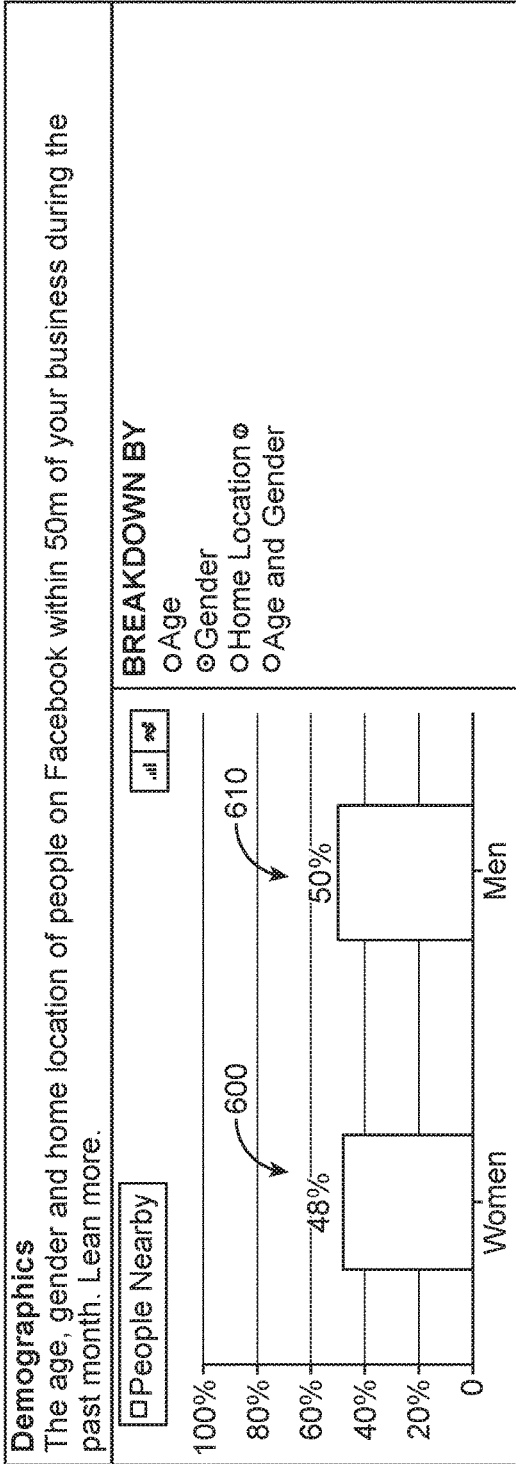 Demographics
The age, gender and home location of people on Facebook within 50m of your business during the
past month. Lean more.
People Nearby
100%
80%
60%
40%
20%
0
600
610
48%
50%
Women
Men
BREAKDOWN BY
Age
Gender
Home Location
Age and Gender